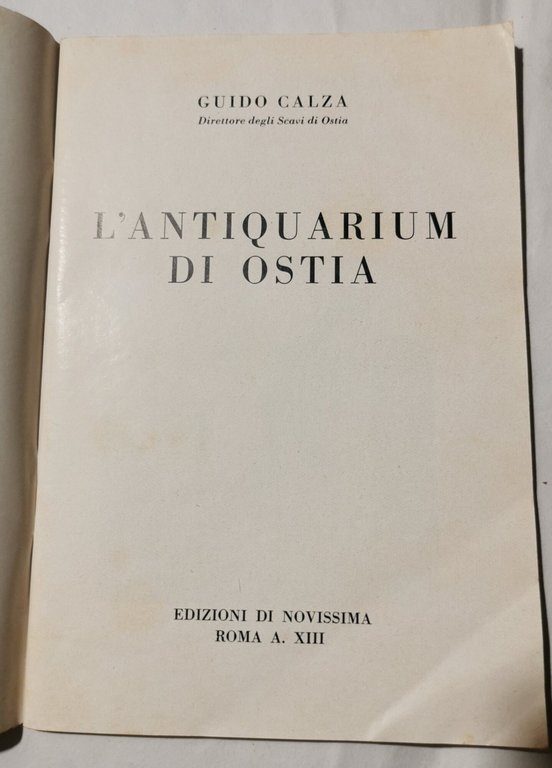 GUIDO CALZA
Direttore degli Scavi di Ostia
L'ANTIQUARIUM
DI OSTIA
EDIZIONI DI NOVISSIMA
ROMA A. XIII